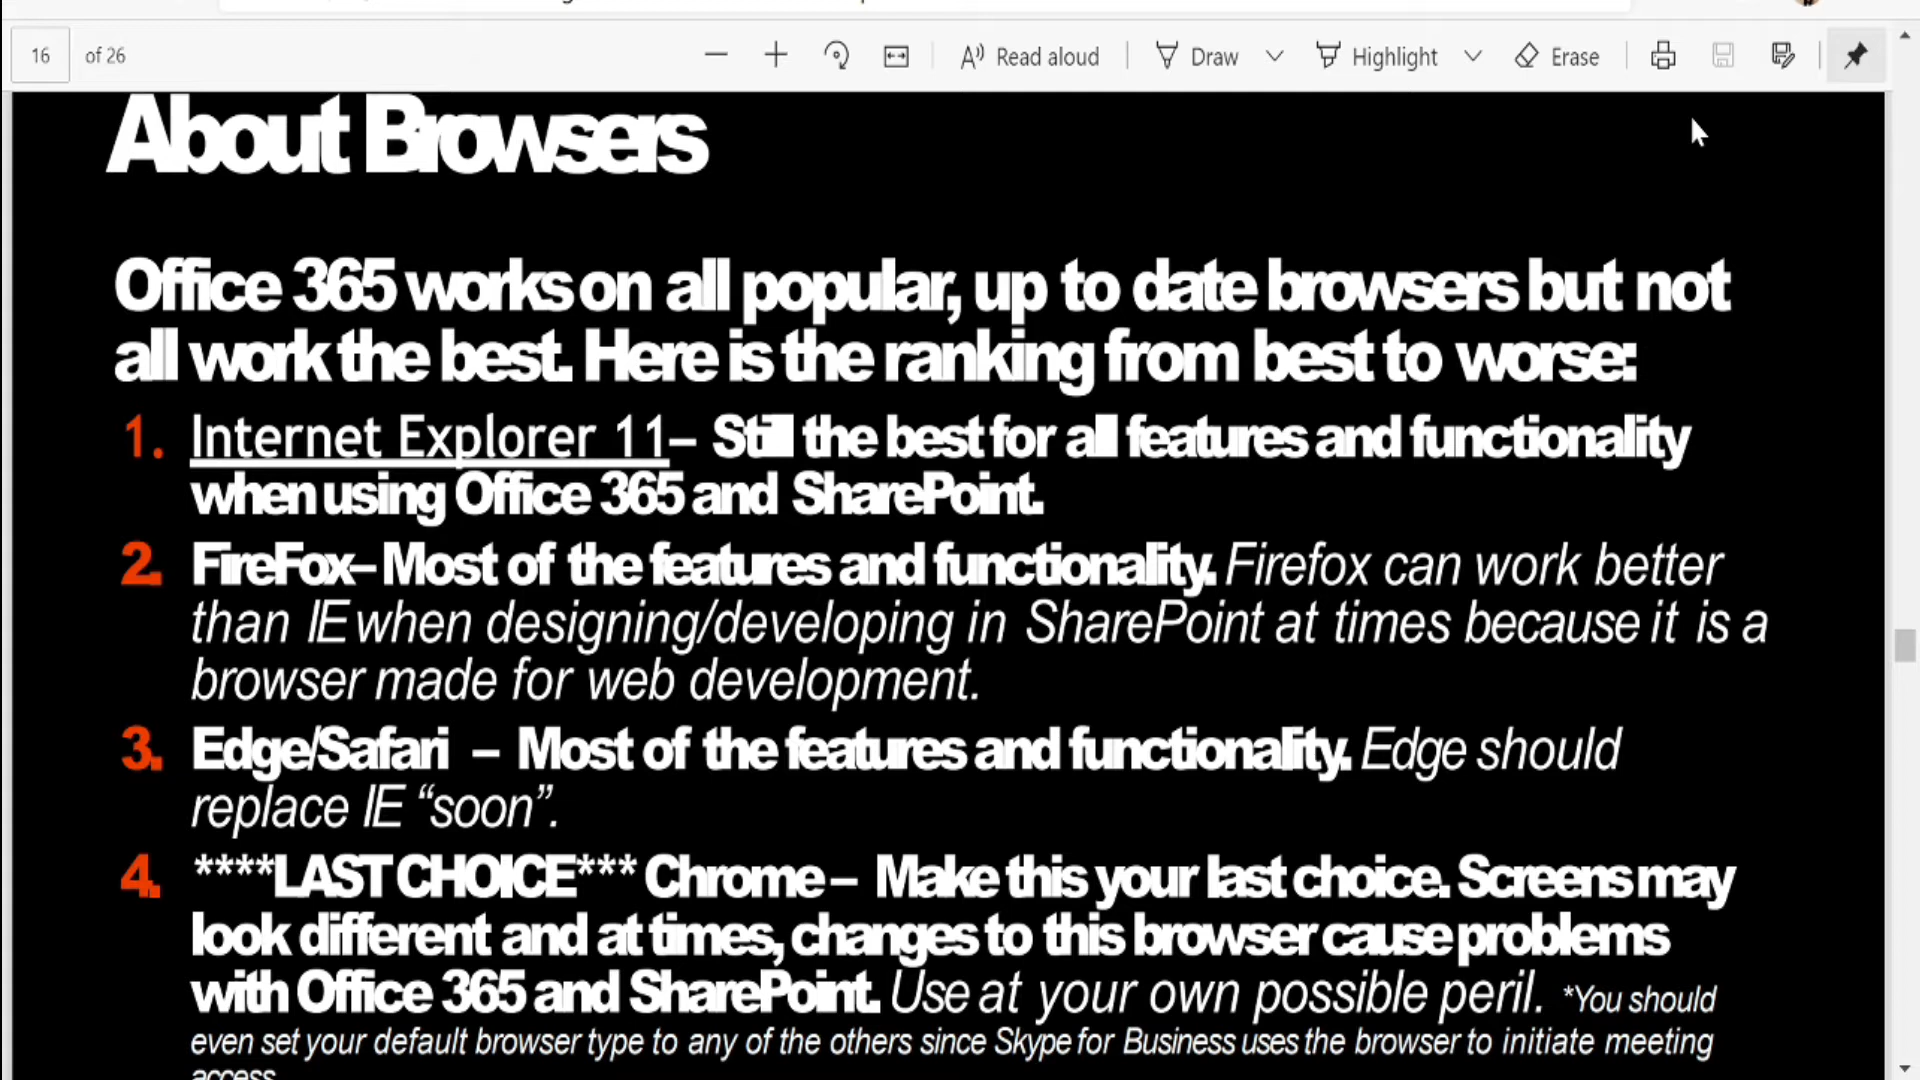 16 of 26 Read aloud Draw Highlight Erase
About Browsers
Office 365 works on all popular, up to date browsers but not
all work the best. Here is the ranking from best to worse:
1. Internet Explorer 11– Still the best for all features and functionality
when using Office 365 and SharePoint.
2. FireFox– Most of the features and functionality. Firefox can work better
than IE when designing/developing in SharePoint at times because it is a
browser made for web development.
3. Edge/Safari – Most of the features and functionality. Edge should
replace IE “soon”.
4. ****LAST CHOICE*** Chrome – Make this your last choice. Screens may
look different and at times, changes to this browser cause problems
with Office 365 and SharePoint. Use at your own possible peril. *You should
even set your default browser type to any of the others since Skype for Business uses the browser to initiate meeting
access